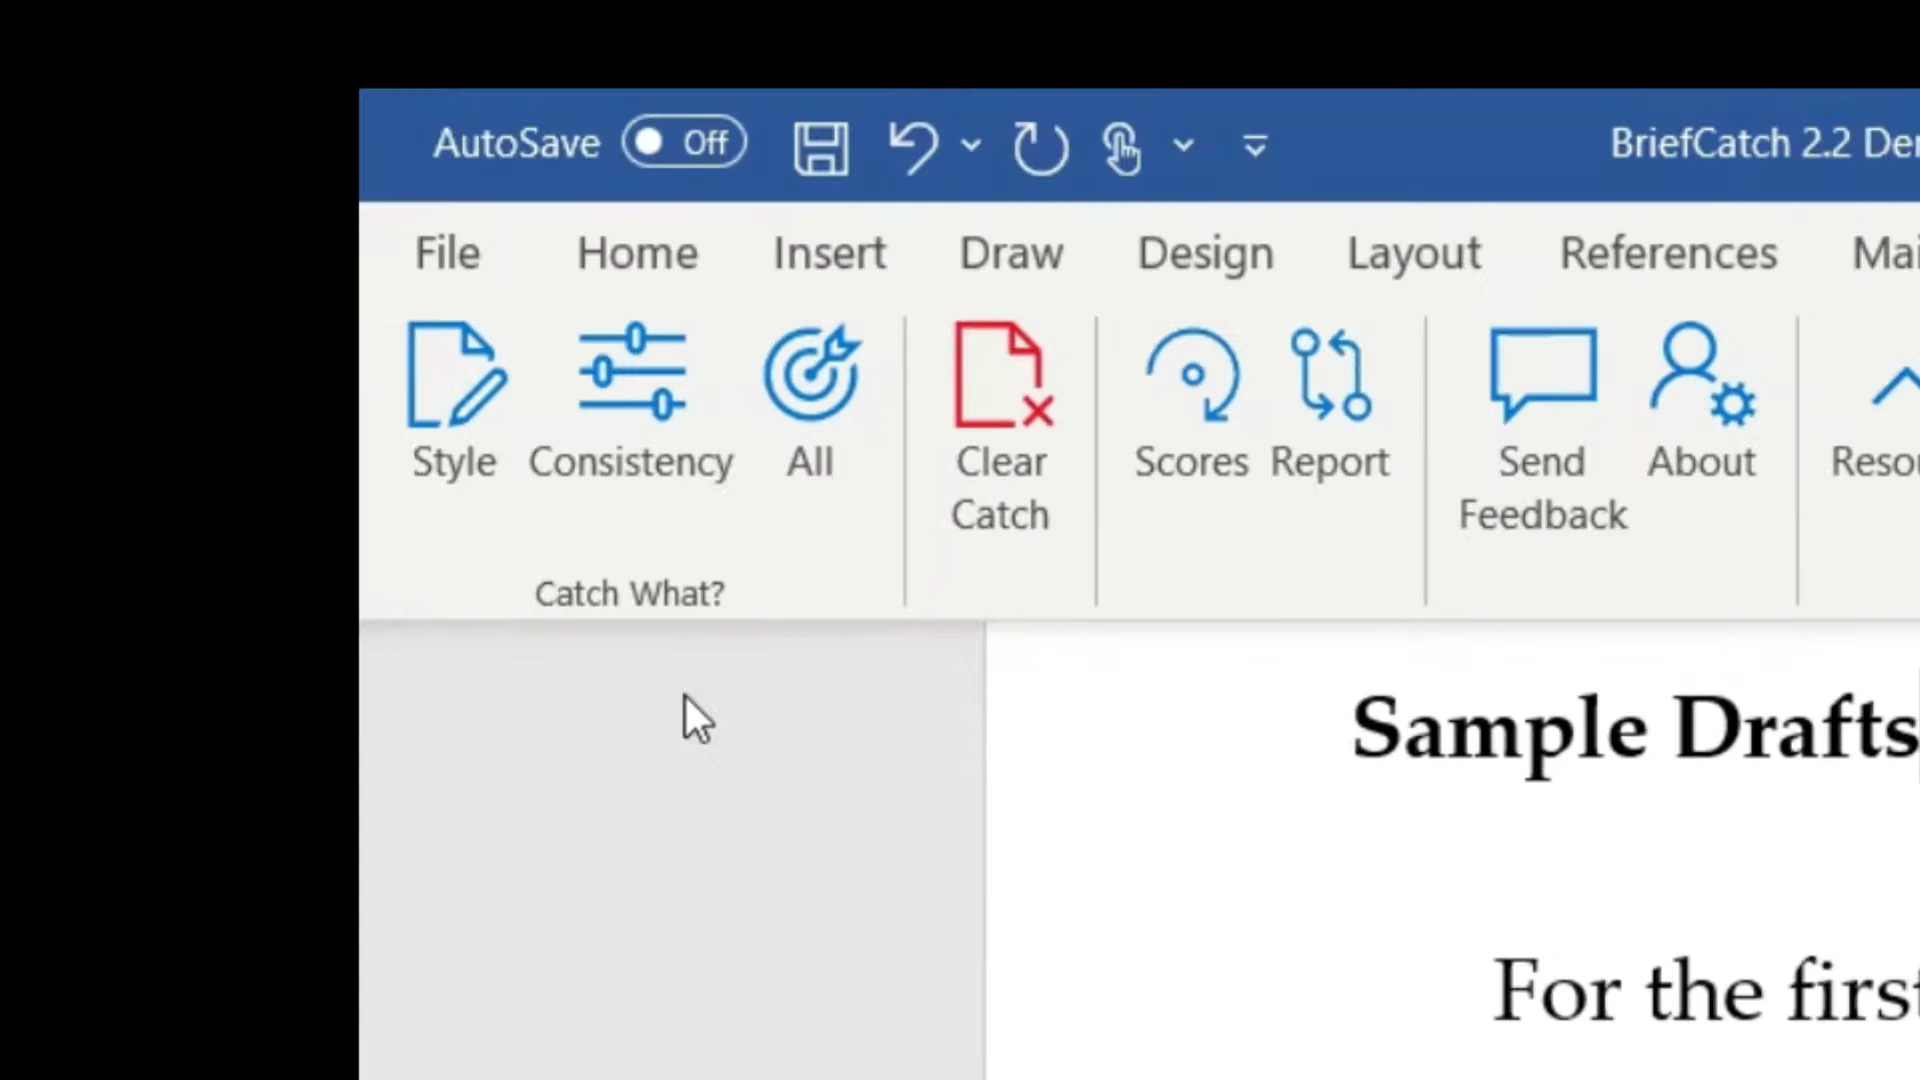 AutoSave Off BriefCatch 2.2
File Home Insert Draw Design Layout References
Style Consistency All Clear Catch Scores Report Send Feedback About
Catch What?
Sample Drafts
For the first